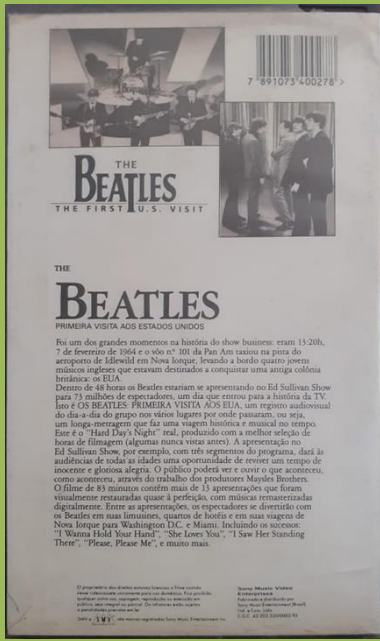 7 891073 400278 >
BEATLES
THE
BEATLES
THE FIRST U.S. VISIT
THE
BEATLES
PRIMEIRA VISITA AOS ESTADOS UNIDOS
Foi um dos grandes momentos na história do show business: eram 13:20h,
7 de fevereiro de 1964 e o vôo nº 101 da Pan Am taxiou na pista do
aeroporto de Idlewild em Nova Iorque, levando a bordo quatro jovens
músicos ingleses que estavam destinados a conquistar uma antiga colônia
britânica: os EUA.
Dentro de 48 horas os Beatles estariam se apresentando no Ed Sullivan Show
para 73 milhões de espectadores, um dia que entrou para a história da TV.
Isto é OS BEATLES: PRIMEIRA VISITA AOS EUA, um registro audiovisual
do dia-a-dia do grupo nos vários lugares por onde passaram, ou seja,
um longa-metragem que faz uma viagem histórica e musical no tempo.
Este é o "Hard Day's Night" real, produzido com a melhor seleção de
horas de filmagem (algumas nunca vistas antes). A apresentação no
Ed Sullivan Show, por exemplo, com três segmentos do programa, dará às
audiências de todas as idades uma oportunidade de reviver um tempo de
inocente e gloriosa alegria. O público poderá ver e ouvir o que aconteceu,
como aconteceu, através do trabalho dos produtores Maysles Brothers.
O filme de 83 minutos contém mais de 13 apresentações que foram
visualmente restauradas quase à perfeição, com músicas remasterizadas
digitalmente. Entre as apresentações, os espectadores se divertirão com
os Beatles em suas limusines, quartos de hotéis e em suas viagens de
Nova Iorque para Washington D.C. e Miami. Incluindo os sucessos:
"I Wanna Hold Your Hand", "She Loves You", "I Saw Her Standing
There", "Please, Please Me", e muito mais.
Sony Music Video
Enterprises